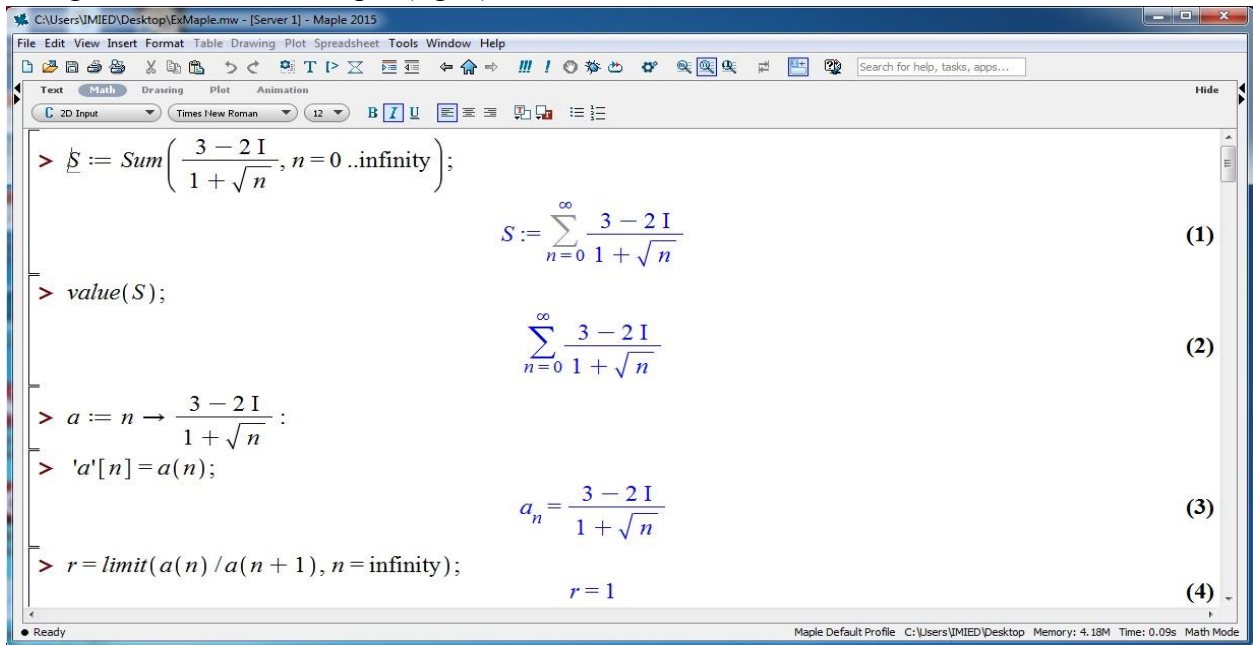 C:\Users\IMIED\Desktop\ExMaple.mw - [Server 1] - Maple 2015
File Edit View Insert Format Table Drawing Plot Spreadsheet Tools Window Help
Search for help, tasks, apps...
Text Math Drawing Plot Animation Hide
C 2D Input Times New Roman 12 B I U
> S := Sum( (3 − 2 I)/(1 + √n), n = 0 ..infinity );
S := ∑_{n=0}^{∞} (3 − 2 I)/(1 + √n) (1)
> value(S);
∑_{n=0}^{∞} (3 − 2 I)/(1 + √n) (2)
> a := n → (3 − 2 I)/(1 + √n) :
> 'a'[n] = a(n);
a_n = (3 − 2 I)/(1 + √n) (3)
> r = limit(a(n) / a(n + 1), n = infinity);
r = 1 (4)
Ready Maple Default Profile C:\Users\IMIED\Desktop Memory: 4.18M Time: 0.09s Math Mode